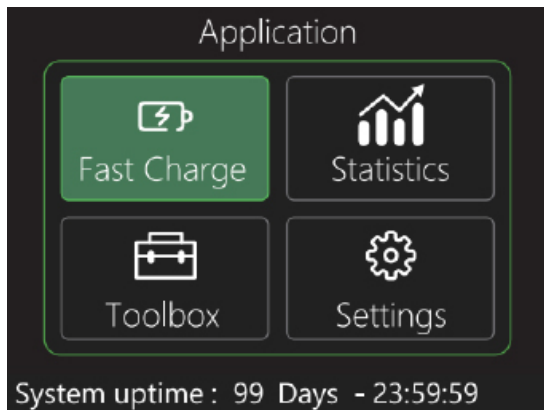 Application
Fast Charge
Statistics
Toolbox
Settings
System uptime : 99 Days - 23:59:59